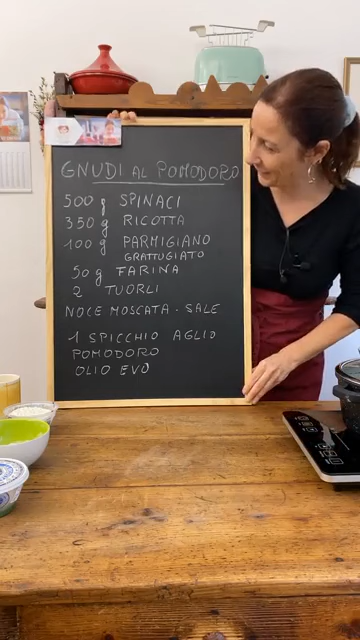 GNUDI AL POMODORO
500 g SPINACI
350 g RICOTTA
100 g PARMIGIANO
GRATTUGIATO
50 g FARINA
2 TUORLI
NOCE MOSCATA - SALE
1 SPICCHIO AGLIO
POMODORO
OLIO EVO